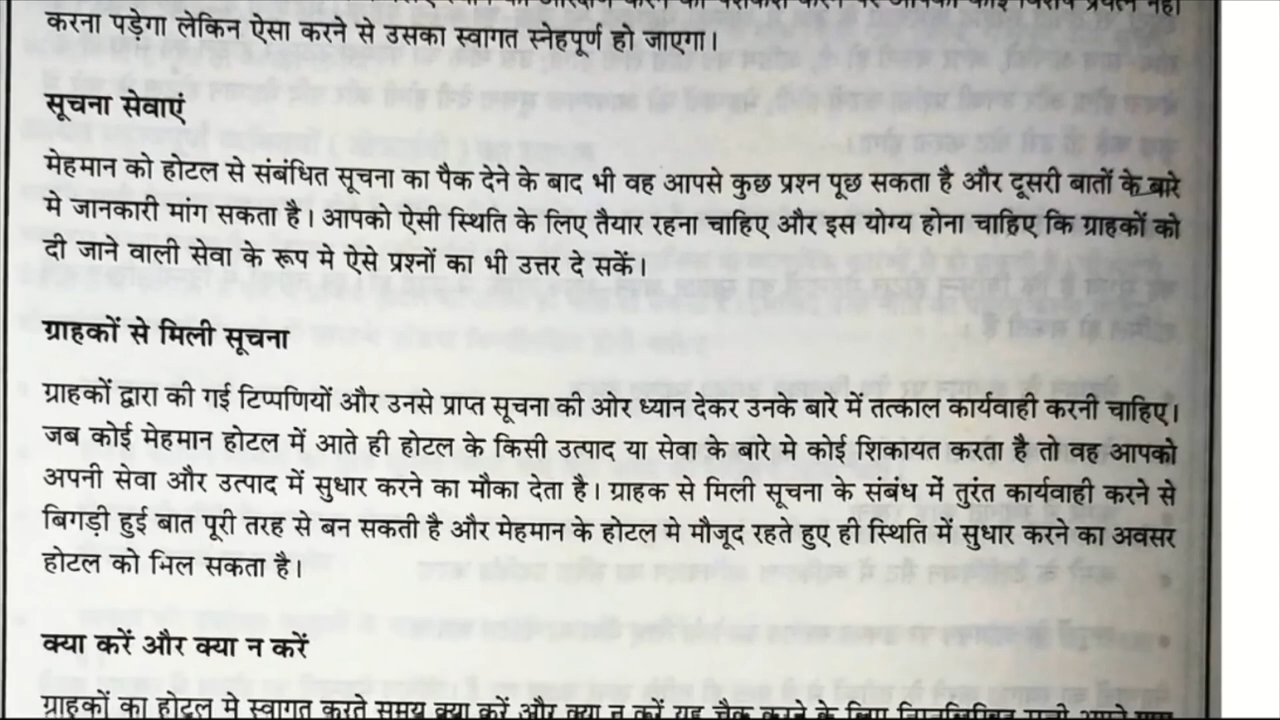 करना पड़ेगा लेकिन ऐसा करने से उसका स्वागत स्नेहपूर्ण हो जाएगा।
सूचना सेवाएं
मेहमान को होटल से संबंधित सूचना का पैक देने के बाद भी वह आपसे कुछ प्रश्न पूछ सकता है और दूसरी बातों के बारे
मे जानकारी मांग सकता है। आपको ऐसी स्थिति के लिए तैयार रहना चाहिए और इस योग्य होना चाहिए कि ग्राहकों को
दी जाने वाली सेवा के रूप मे ऐसे प्रश्नों का भी उत्तर दे सकें।
ग्राहकों से मिली सूचना
ग्राहकों द्वारा की गई टिप्पणियों और उनसे प्राप्त सूचना की ओर ध्यान देकर उनके बारे में तत्काल कार्यवाही करनी चाहिए।
जब कोई मेहमान होटल में आते ही होटल के किसी उत्पाद या सेवा के बारे मे कोई शिकायत करता है तो वह आपको
अपनी सेवा और उत्पाद में सुधार करने का मौका देता है। ग्राहक से मिली सूचना के संबंध में तुरंत कार्यवाही करने से
बिगड़ी हुई बात पूरी तरह से बन सकती है और मेहमान के होटल मे मौजूद रहते हुए ही स्थिति में सुधार करने का अवसर
होटल को मिल सकता है।
क्या करें और क्या न करें
ग्राहकों का होटल मे स्वागत करते समय क्या करें और क्या न करें यह चैक करने के लिए